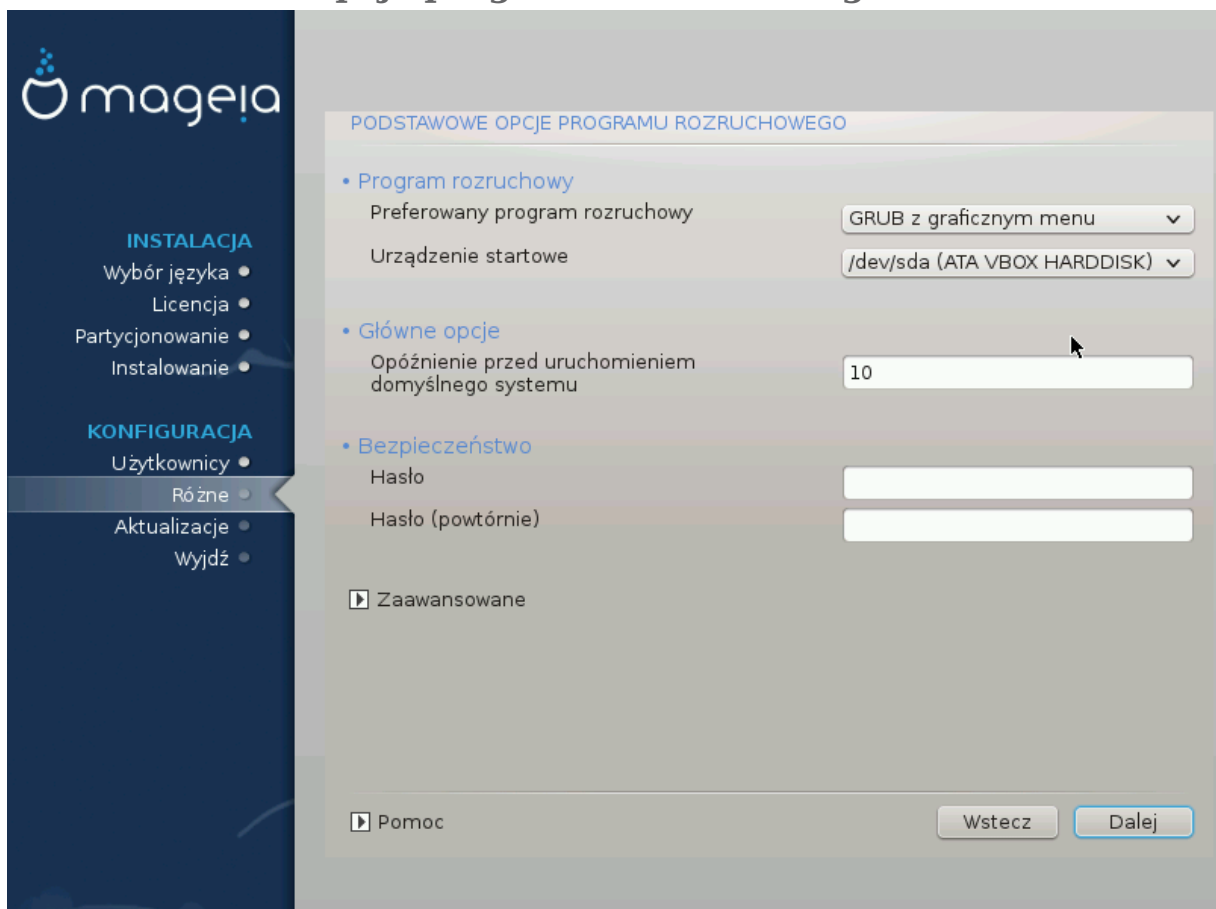 mageia
INSTALACJA
Wybór języka
Licencja
Partycjonowanie
Instalowanie
KONFIGURACJA
Użytkownicy
Różne
Aktualizacje
Wyjdź
PODSTAWOWE OPCJE PROGRAMU ROZRUCHOWEGO
• Program rozruchowy
Preferowany program rozruchowy
GRUB z graficznym menu
Urządzenie startowe
/dev/sda (ATA VBOX HARDDISK)
• Główne opcje
Opóźnienie przed uruchomieniem
domyślnego systemu
10
• Bezpieczeństwo
Hasło
Hasło (powtórnie)
Zaawansowane
Pomoc
Wstecz
Dalej